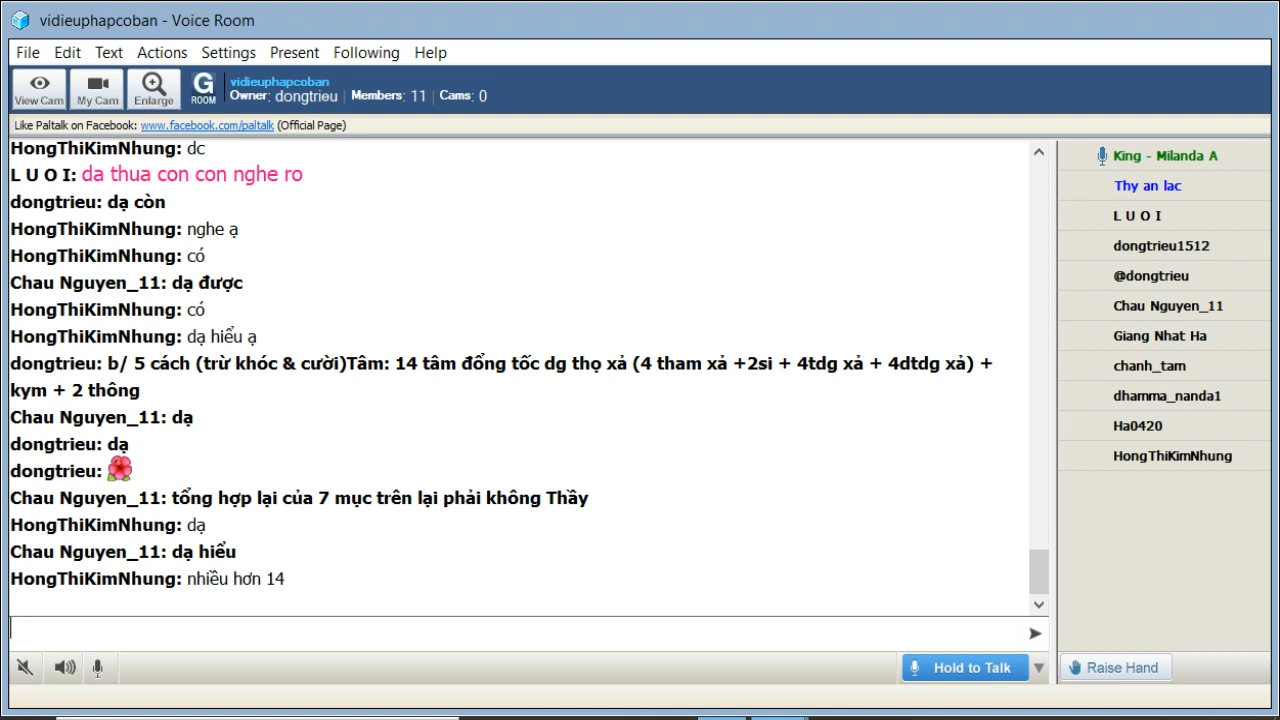 vidieuphapcoban - Voice Room
File Edit Text Actions Settings Present Following Help
View Cam My Cam Enlarge G ROOM
vidieuphapcoban
Owner: dongtrieu | Members: 11 | Cams: 0
Like Paltalk on Facebook: www.facebook.com/paltalk (Official Page)
HongThiKimNhung: dc
L U O I: da thua con con nghe ro
dongtrieu: dạ còn
HongThiKimNhung: nghe ạ
HongThiKimNhung: có
Chau Nguyen_11: dạ được
HongThiKimNhung: có
HongThiKimNhung: dạ hiểu ạ
dongtrieu: b/ 5 cách (trừ khóc & cười)Tâm: 14 tâm đổng tốc dg thọ xả (4 tham xả +2si + 4tdg xả + 4dtdg xả) +
kym + 2 thông
Chau Nguyen_11: dạ
dongtrieu: dạ
dongtrieu:
Chau Nguyen_11: tổng hợp lại của 7 mục trên lại phải không Thầy
HongThiKimNhung: dạ
Chau Nguyen_11: dạ hiểu
HongThiKimNhung: nhiều hơn 14
King - Milanda A
Thy an lac
L U O I
dongtrieu1512
@dongtrieu
Chau Nguyen_11
Giang Nhat Ha
chanh_tam
dhamma_nanda1
Ha0420
HongThiKimNhung
Hold to Talk
Raise Hand